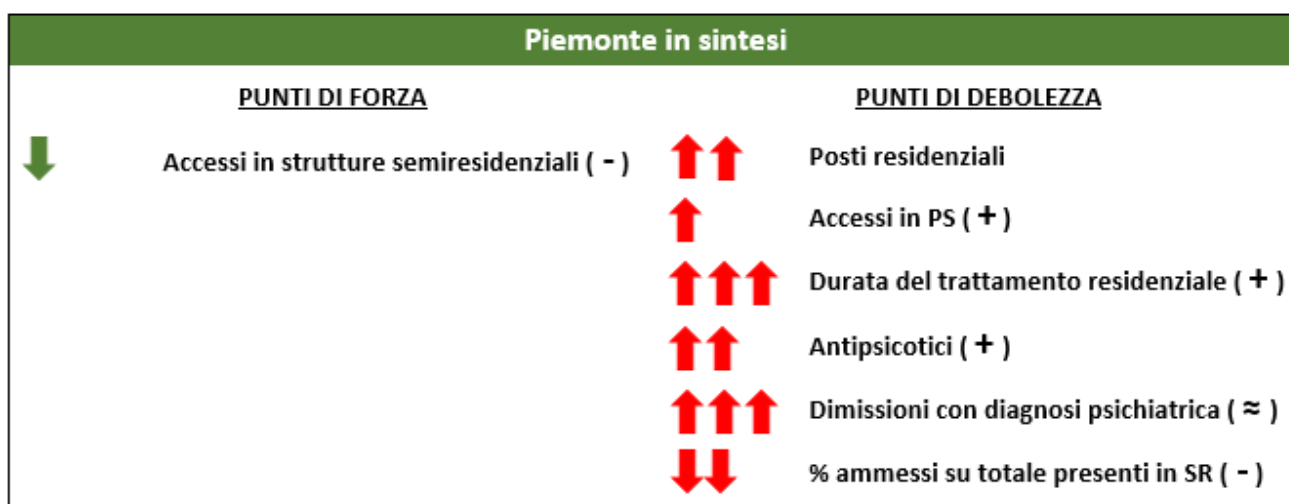 Piemonte in sintesi
PUNTI DI FORZA
Accessi in strutture semiresidenziali ( - )
PUNTI DI DEBOLEZZA
Posti residenziali
Accessi in PS ( + )
Durata del trattamento residenziale ( + )
Antipsicotici ( + )
Dimissioni con diagnosi psichiatrica ( ≈ )
% ammessi su totale presenti in SR ( - )